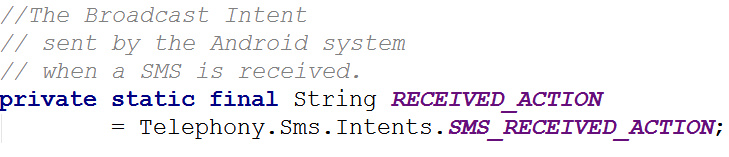 //The Broadcast Intent
// sent by the Android system
// when a SMS is received.
private static final String RECEIVED_ACTION
= Telephony.Sms.Intents.SMS_RECEIVED_ACTION;